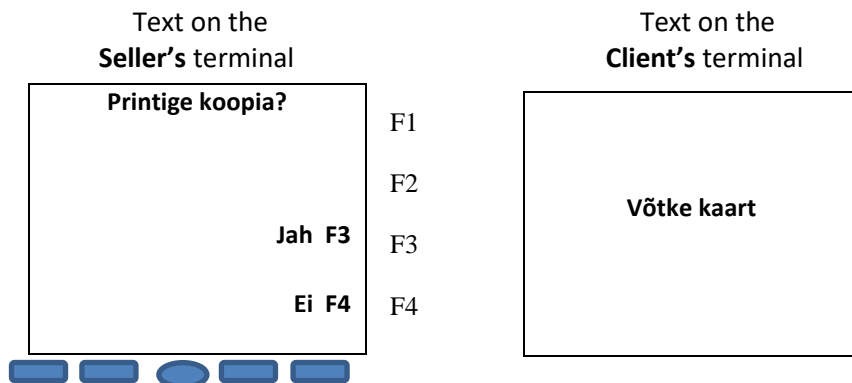 Text on the
Seller's terminal
Printige koopia?
Jah F3
Ei F4
F1
F2
F3
F4
Text on the
Client's terminal
Võtke kaart